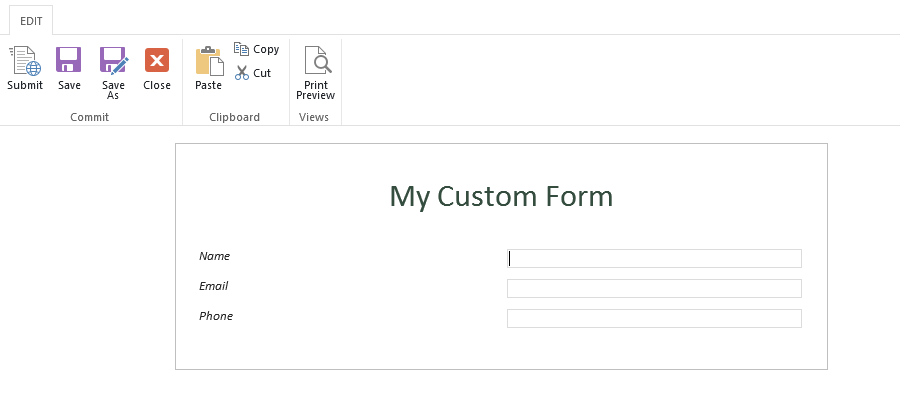 EDIT
Submit
Save
Save
As
Close
Paste
Copy
Cut
Print
Preview
Commit
Clipboard
Views
My Custom Form
Name
Email
Phone